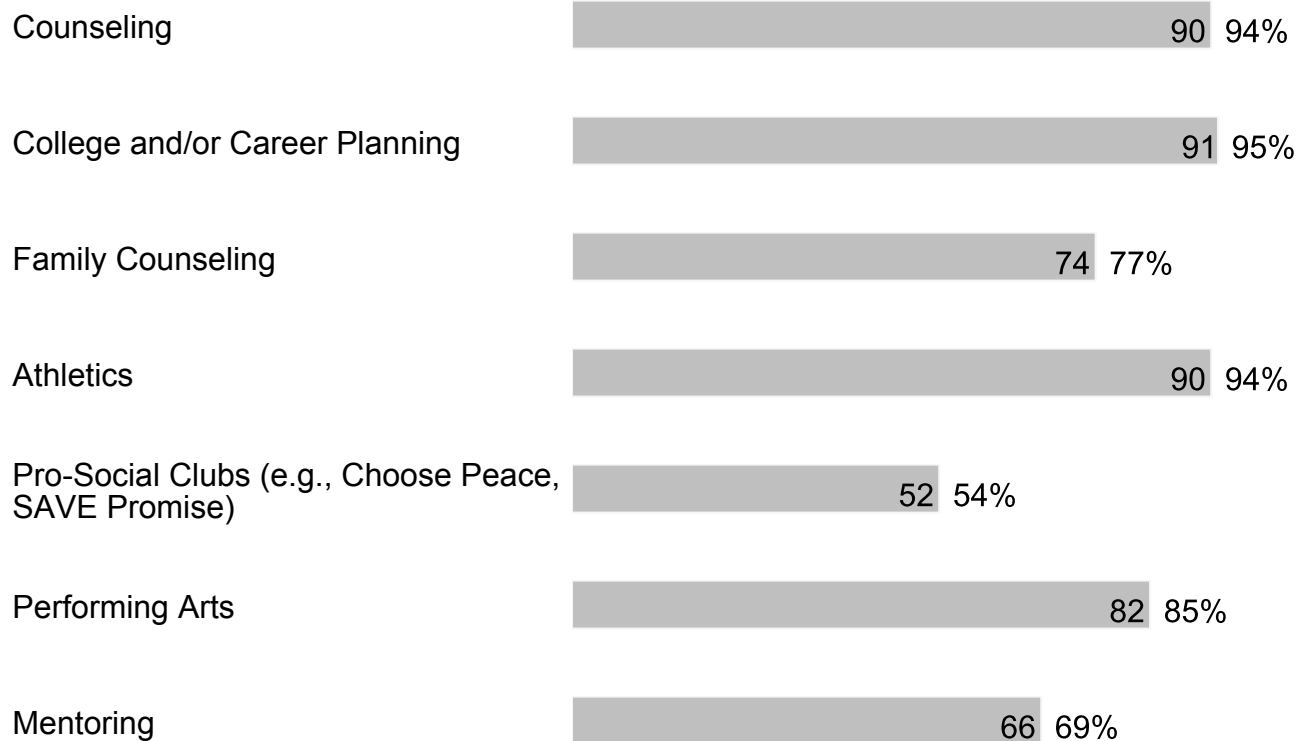 Counseling 90 94%
College and/or Career Planning 91 95%
Family Counseling 74 77%
Athletics 90 94%
Pro-Social Clubs (e.g., Choose Peace,
SAVE Promise) 52 54%
Performing Arts 82 85%
Mentoring 66 69%